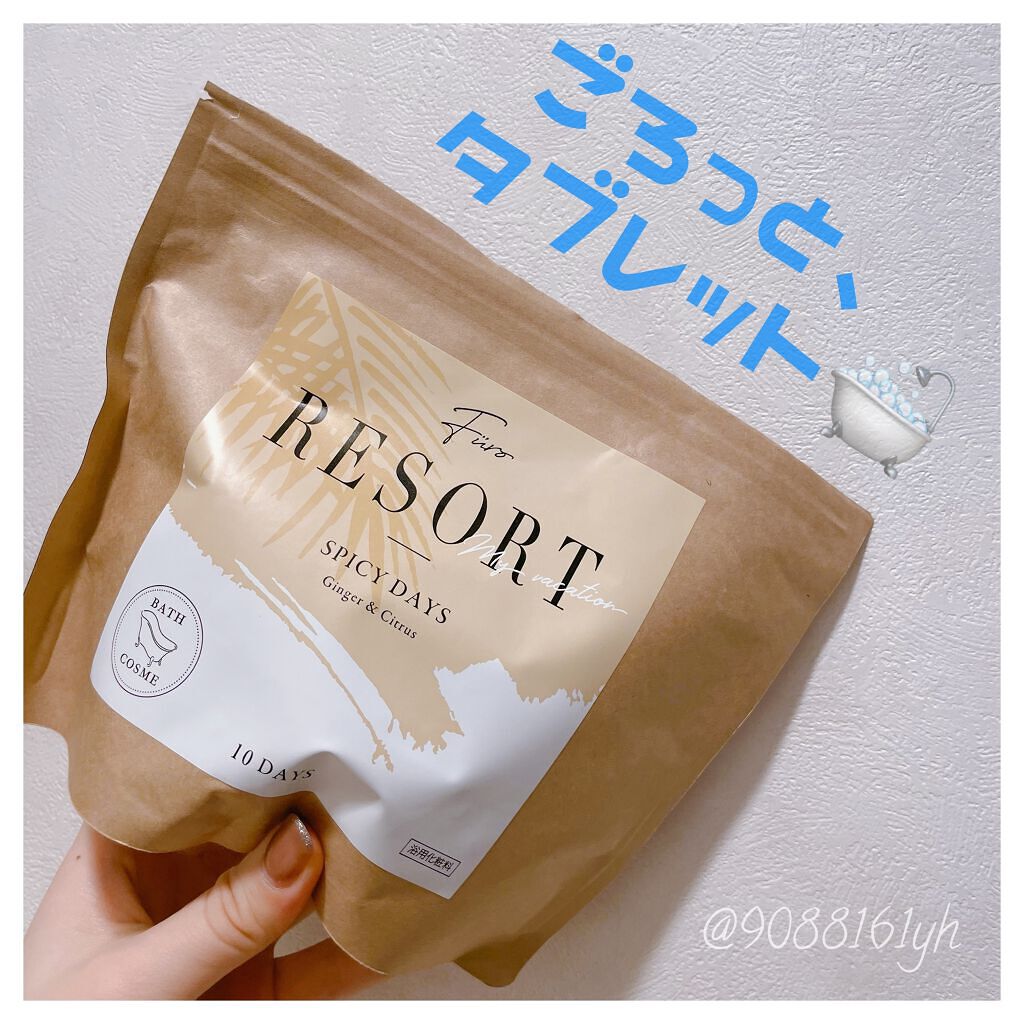 ごろっと、
タブレット
Fürs
RESORT
My vacation
SPICY DAYS
Ginger & Citrus
BATH
COSME
10 DAYS
浴用化粧料
@9088161yh